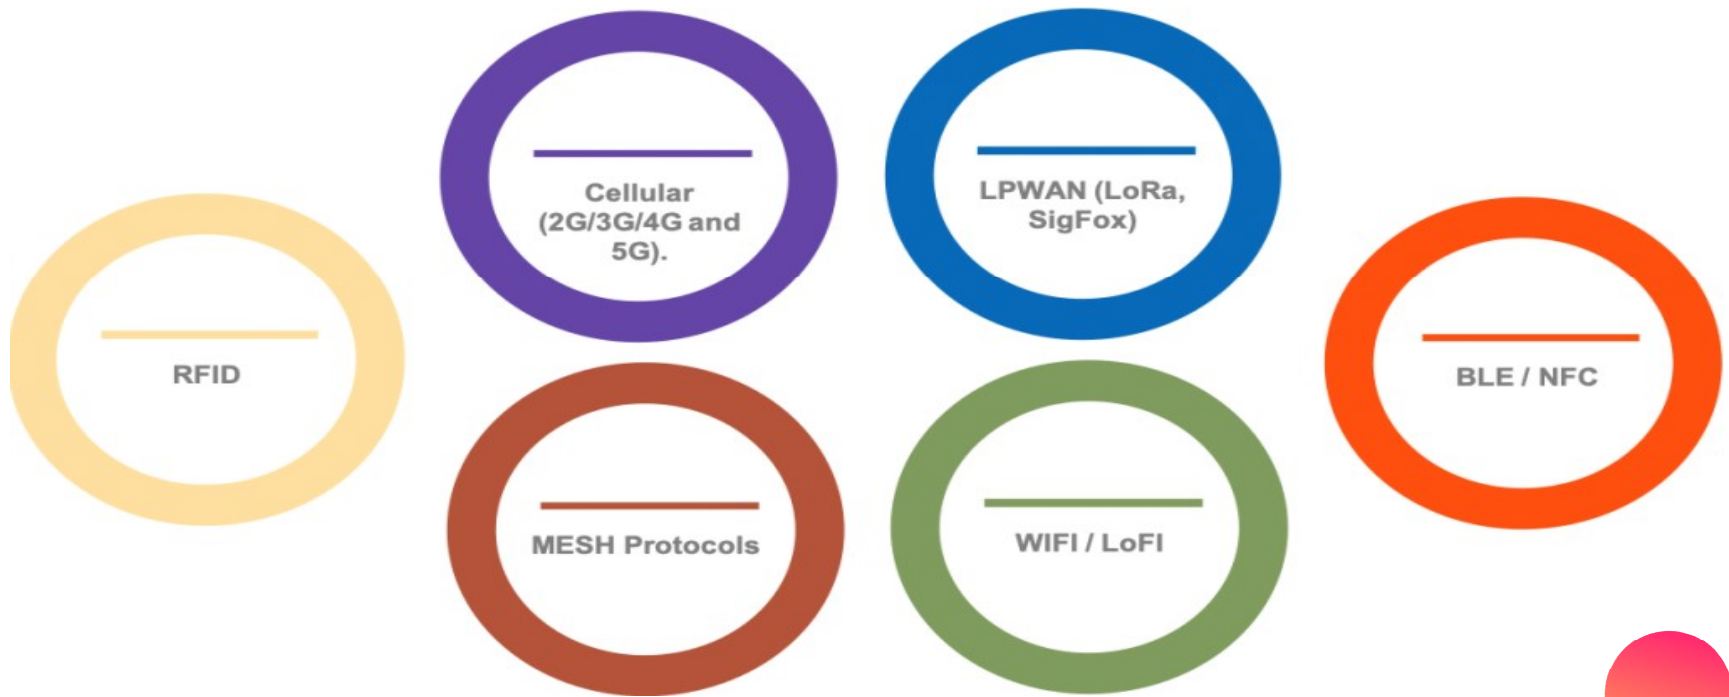 RFID
Cellular
(2G/3G/4G and
5G).
LPWAN (LoRa,
SigFox)
MESH Protocols
WIFI / LoFI
BLE / NFC